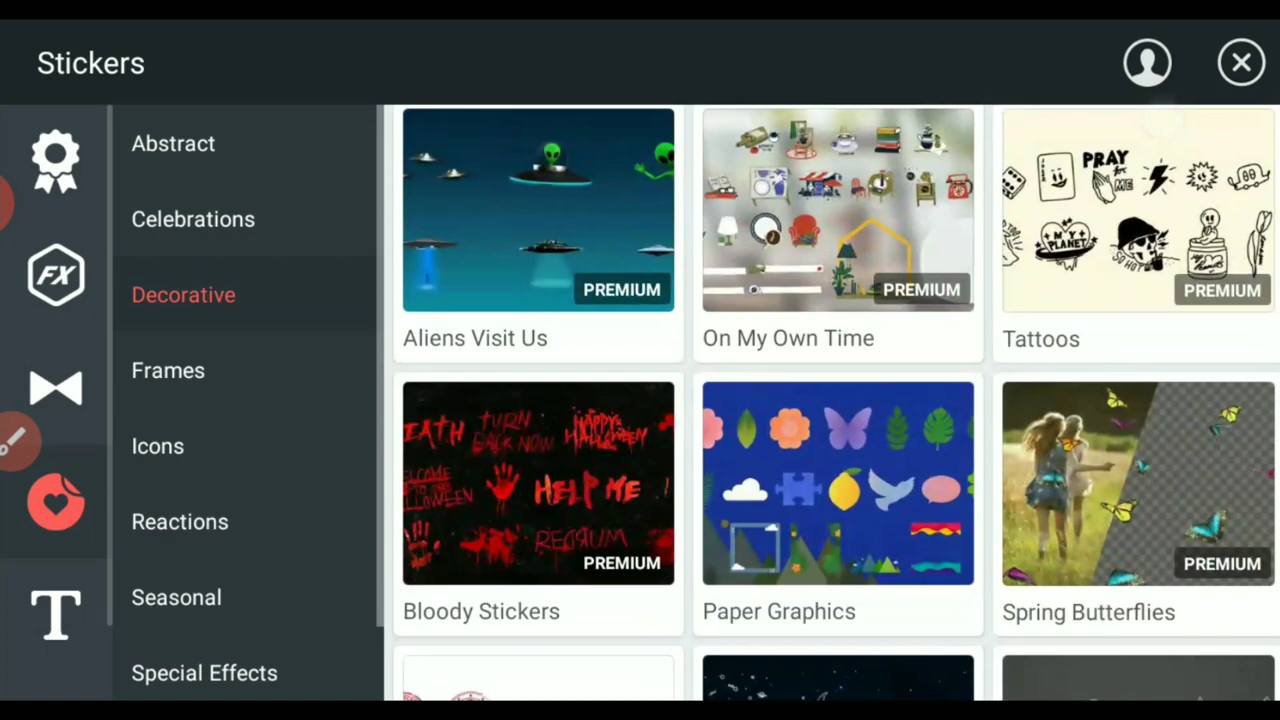 Stickers
Abstract
Celebrations
Decorative
Frames
Icons
Reactions
Seasonal
Special Effects
FX
T
PREMIUM
Aliens Visit Us
PREMIUM
On My Own Time
PRAY
for
ME
MY
PLANET
SO HOT
PREMIUM
Tattoos
TURN
BACK NOW
HAPPY
HALLOWEEN
HELP ME
REDRUM
PREMIUM
Bloody Stickers
Paper Graphics
PREMIUM
Spring Butterflies